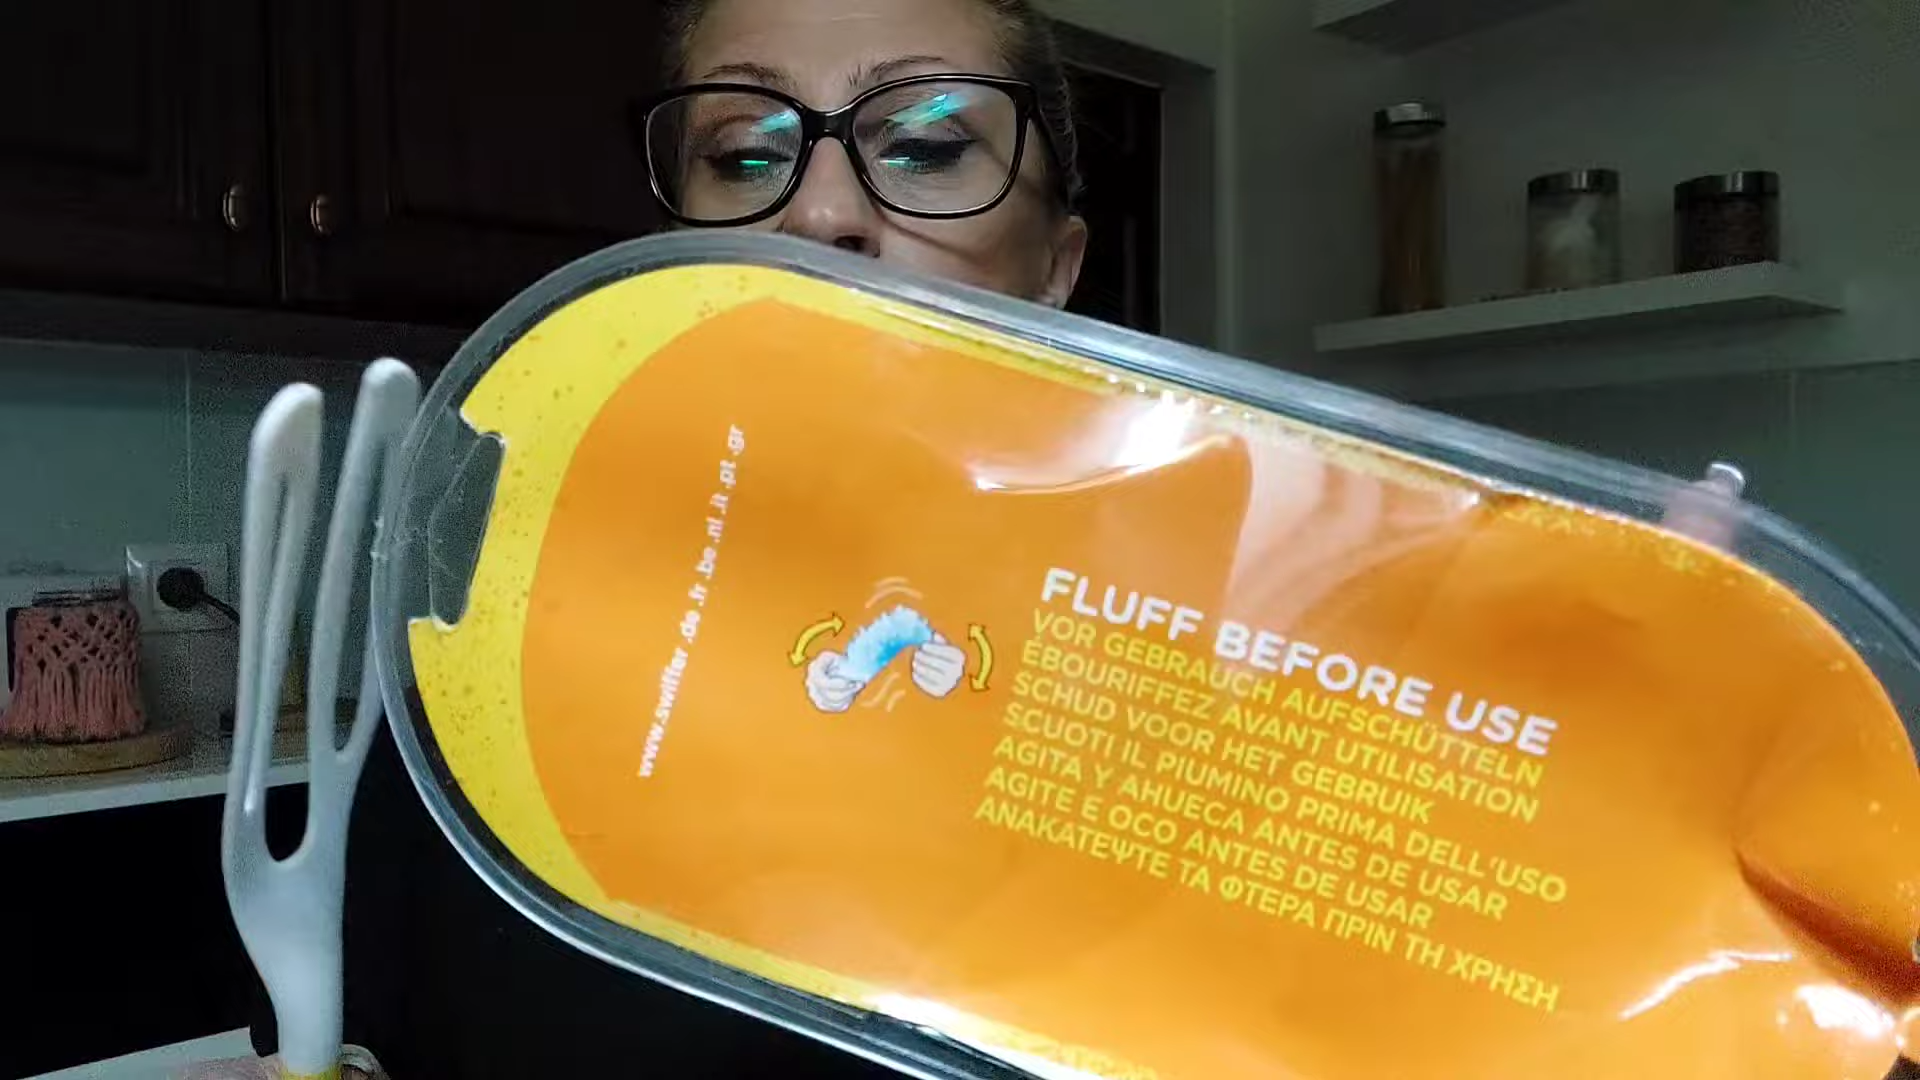 www.swiffer .de .fr .be .nl .it .pt .gr
FLUFF BEFORE USE
VOR GEBRAUCH AUFSCHÜTTELN
ÉBOURIFFEZ AVANT UTILISATION
SCHUD VOOR HET GEBRUIK
SCUOTI IL PIUMINO PRIMA DELL'USO
AGITA Y AHUECA ANTES DE USAR
AGITE E OCO ANTES DE USAR
ΑΝΑΚΑΤΕΨΤΕ ΤΑ ΦΤΕΡΑ ΠΡΙΝ ΤΗ ΧΡΗΣΗ